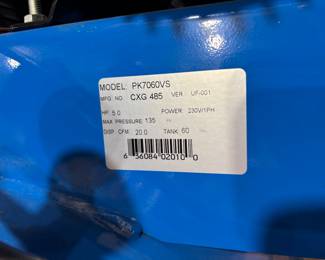 MODEL: PK7060VS
MFG. NO. CXG 485 VER. UF-001
HP: 5.0 POWER: 230V/1PH
MAX PRESSURE: 135
DISP. CFM: 20.0 TANK: 60
6 56084 02010 0